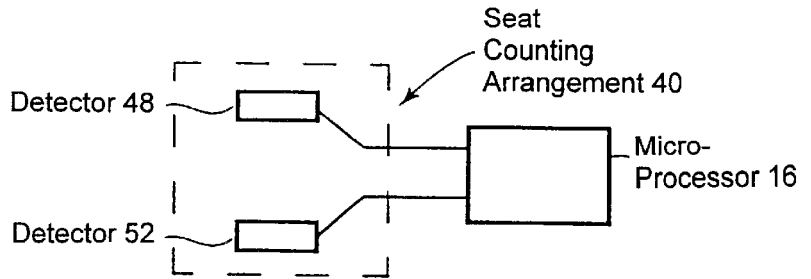 Seat
Counting
Arrangement 40
Detector 48
Micro-
Processor 16
Detector 52